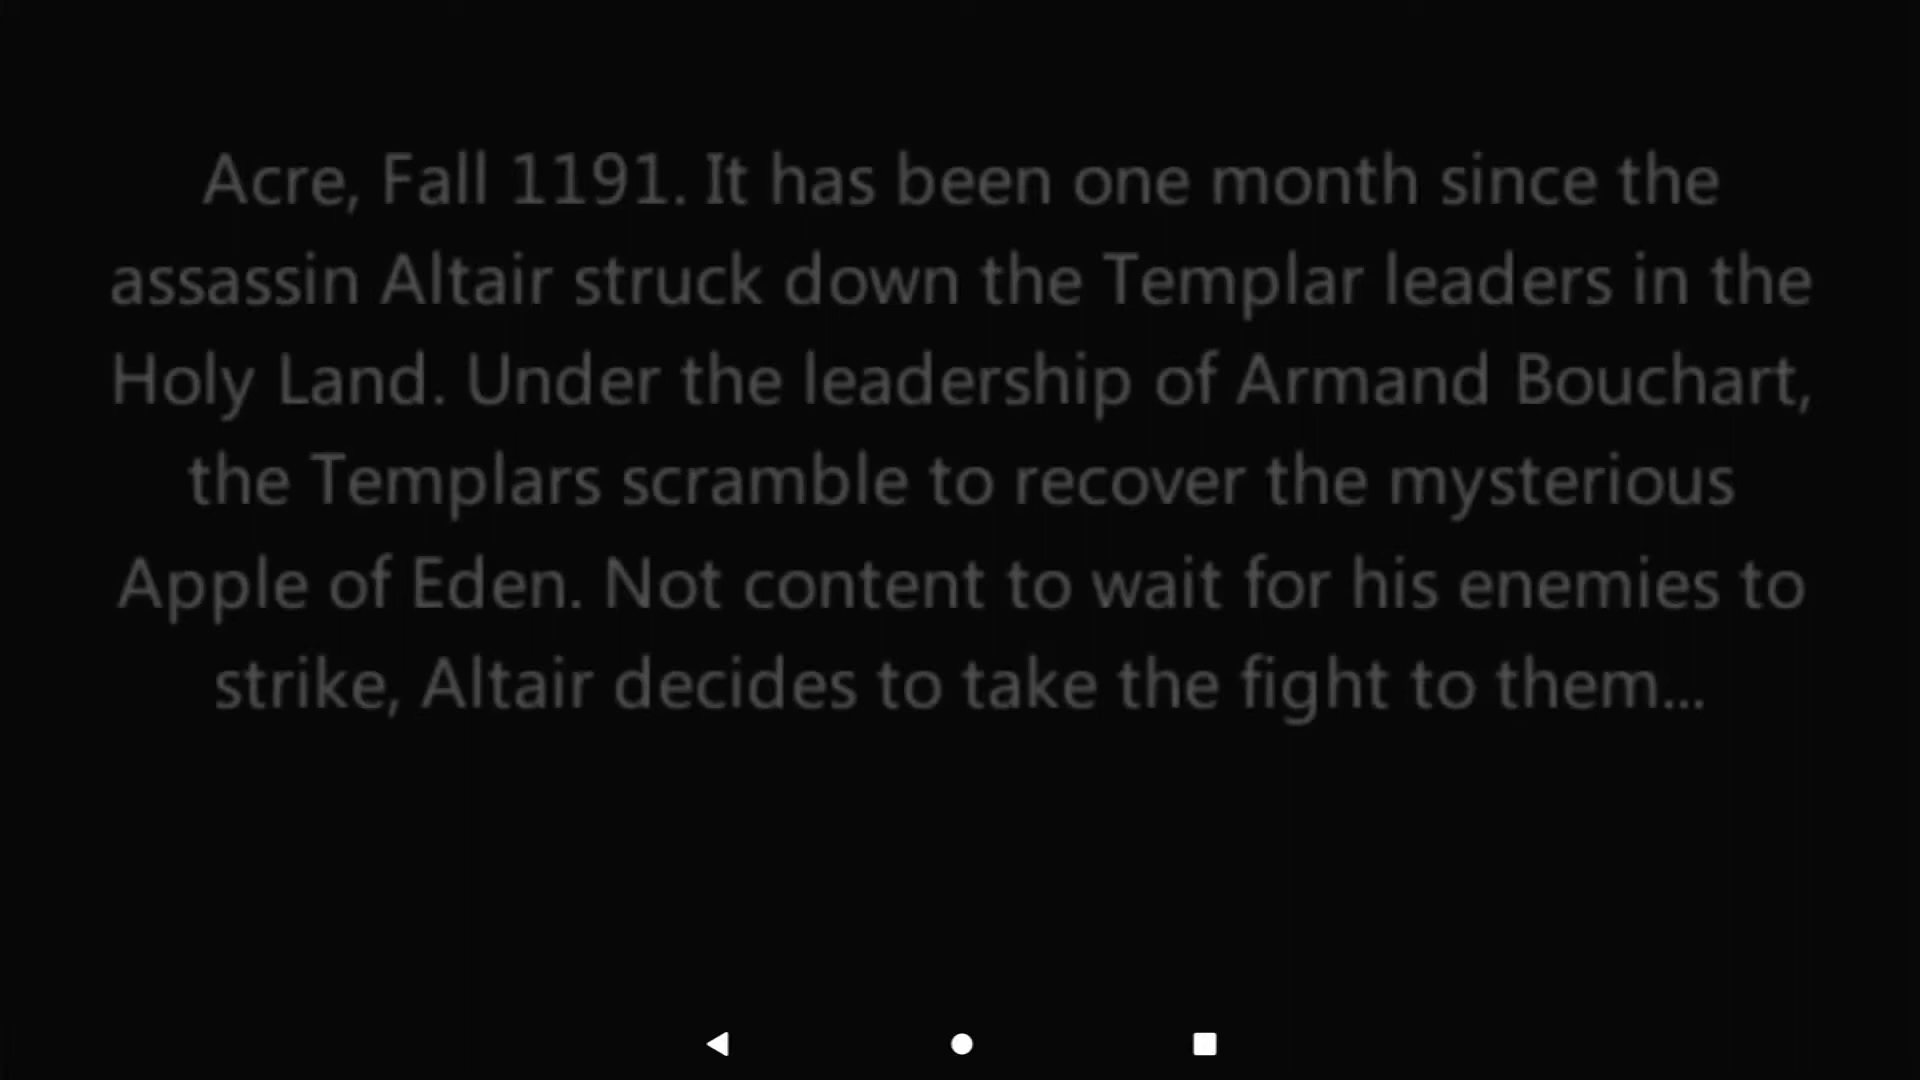 Acre, Fall 1191. It has been one month since the
assassin Altair struck down the Templar leaders in the
Holy Land. Under the leadership of Armand Bouchart,
the Templars scramble to recover the mysterious
Apple of Eden. Not content to wait for his enemies to
strike, Altair decides to take the fight to them...